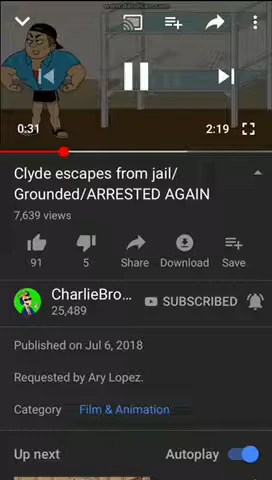 0:31
2:19
Clyde escapes from jail/
Grounded/ARRESTED AGAIN
7,639 views
91
5
Share
Download
Save
CharlieBro...
SUBSCRIBED
25,489
Published on Jul 6, 2018
Requested by Ary Lopez.
Category Film & Animation
Up next
Autoplay